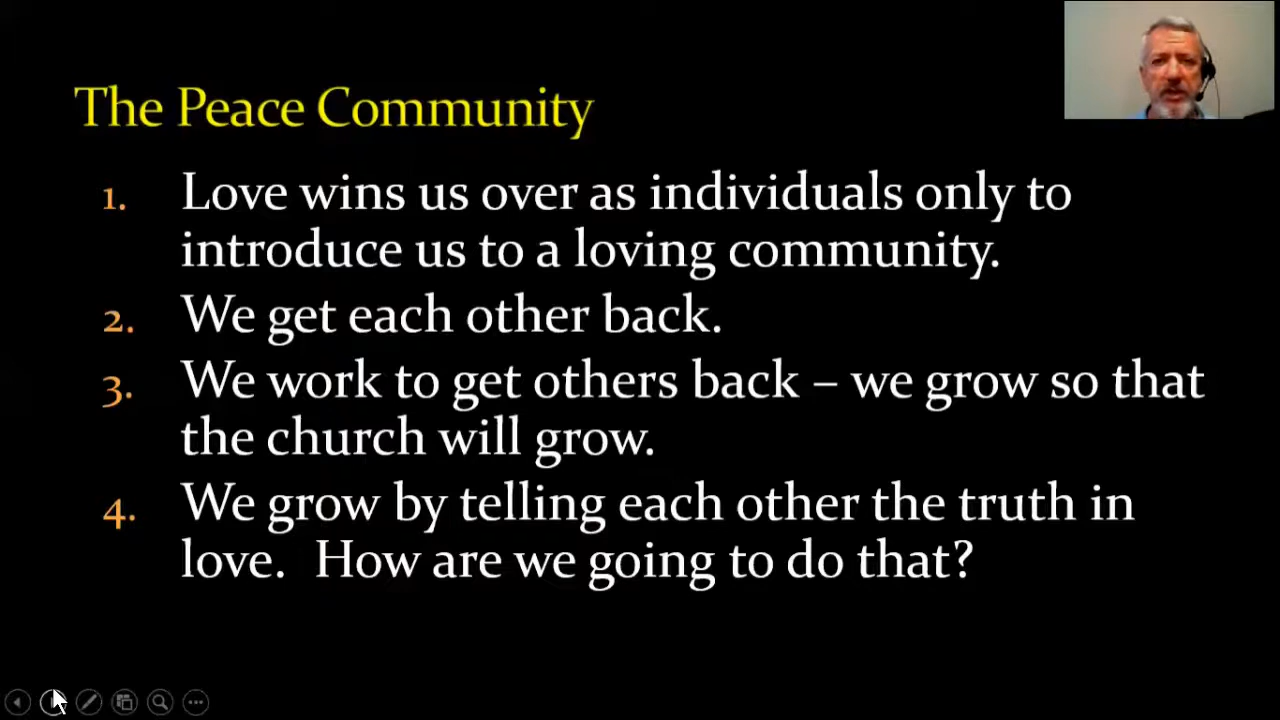 The Peace Community
1. Love wins us over as individuals only to
introduce us to a loving community.
2. We get each other back.
3. We work to get others back – we grow so that
the church will grow.
4. We grow by telling each other the truth in
love.  How are we going to do that?